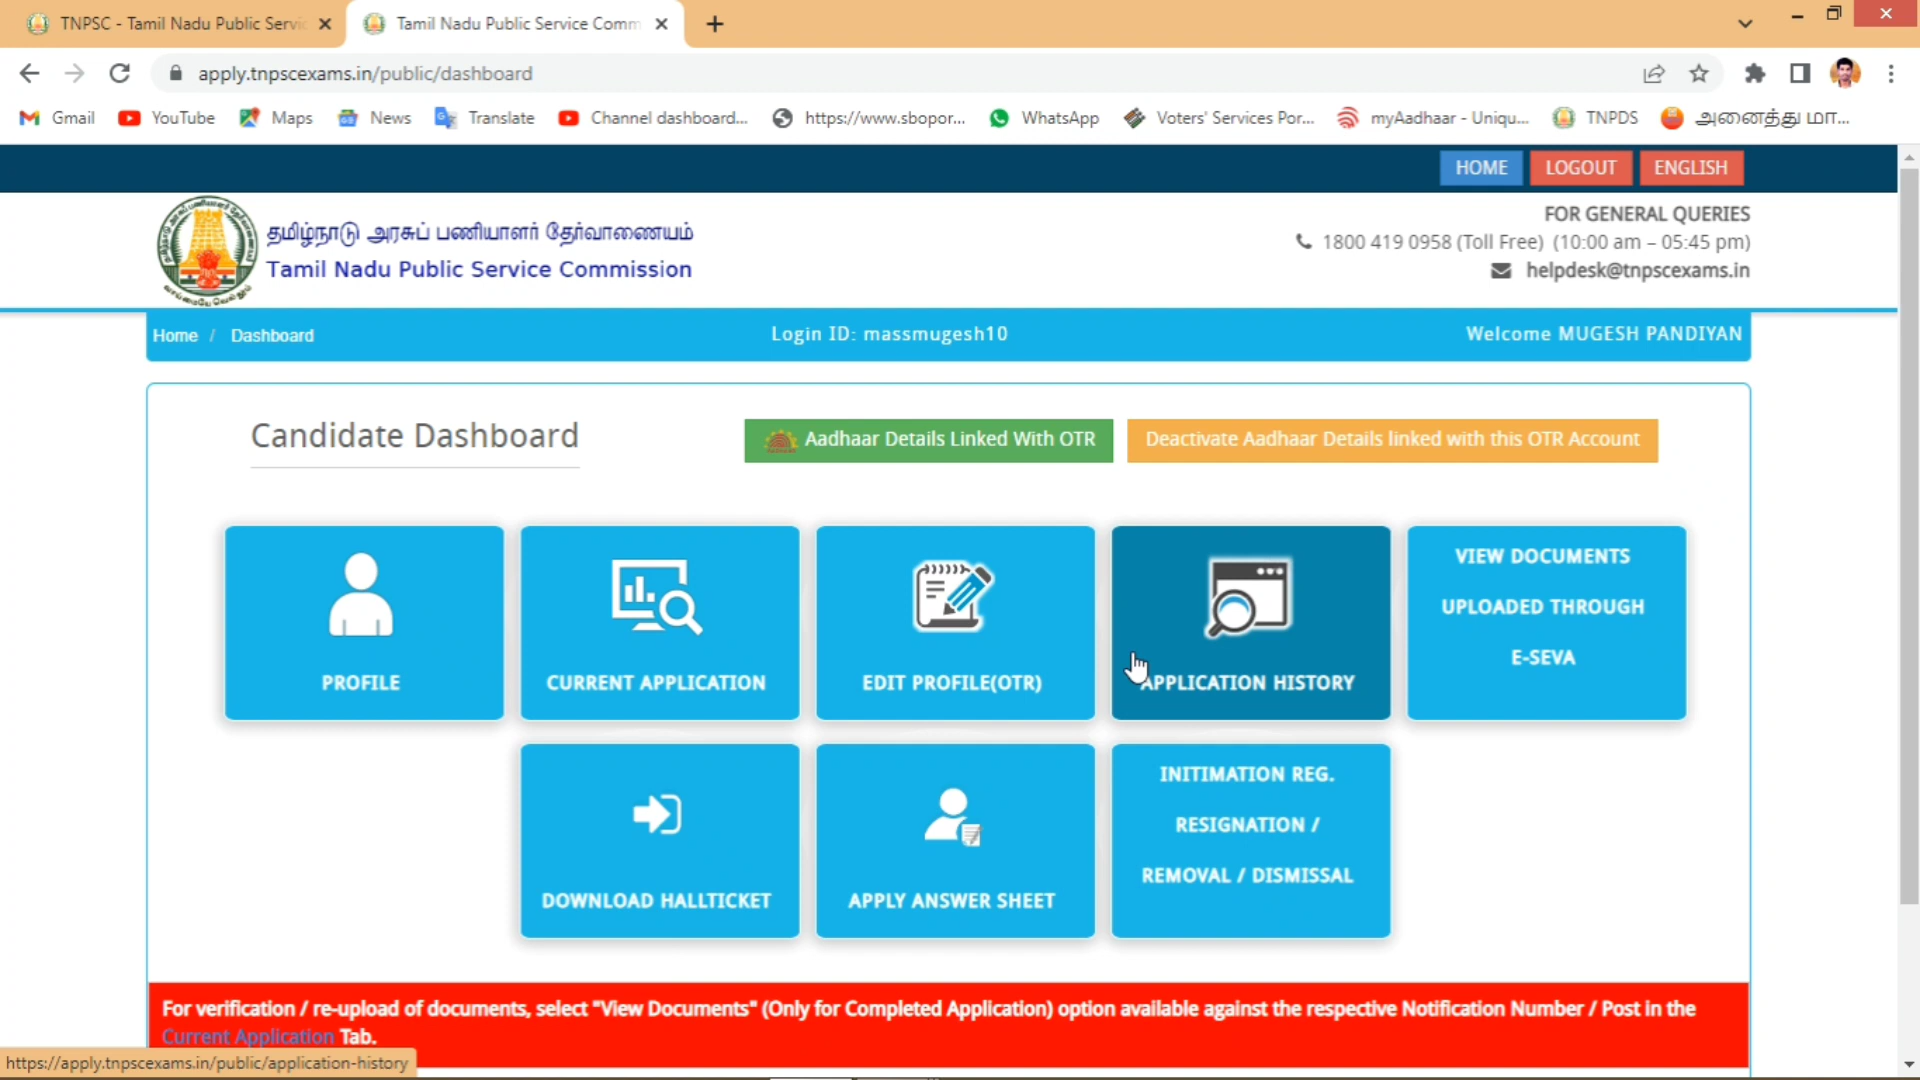 TNPSC - Tamil Nadu Public Servic
Tamil Nadu Public Service Comm
apply.tnpscexams.in/public/dashboard
Gmail
YouTube
Maps
News
Translate
Channel dashboard...
https://www.sbopor...
WhatsApp
Voters' Services Por...
myAadhaar - Uniqu...
TNPDS
அனைத்து மா...
HOME
LOGOUT
ENGLISH
தமிழ்நாடு அரசுப் பணியாளர் தேர்வாணையம்
Tamil Nadu Public Service Commission
FOR GENERAL QUERIES
1800 419 0958 (Toll Free) (10:00 am – 05:45 pm)
helpdesk@tnpscexams.in
Home / Dashboard
Login ID: massmugesh10
Welcome MUGESH PANDIYAN
Candidate Dashboard
Aadhaar Details Linked With OTR
Deactivate Aadhaar Details linked with this OTR Account
PROFILE
CURRENT APPLICATION
EDIT PROFILE(OTR)
APPLICATION HISTORY
VIEW DOCUMENTS
UPLOADED THROUGH
E-SEVA
DOWNLOAD HALLTICKET
APPLY ANSWER SHEET
INITIMATION REG.
RESIGNATION /
REMOVAL / DISMISSAL
For verification / re-upload of documents, select "View Documents" (Only for Completed Application) option available against the respective Notification Number / Post in the
Current Application Tab.
https://apply.tnpscexams.in/public/application-history